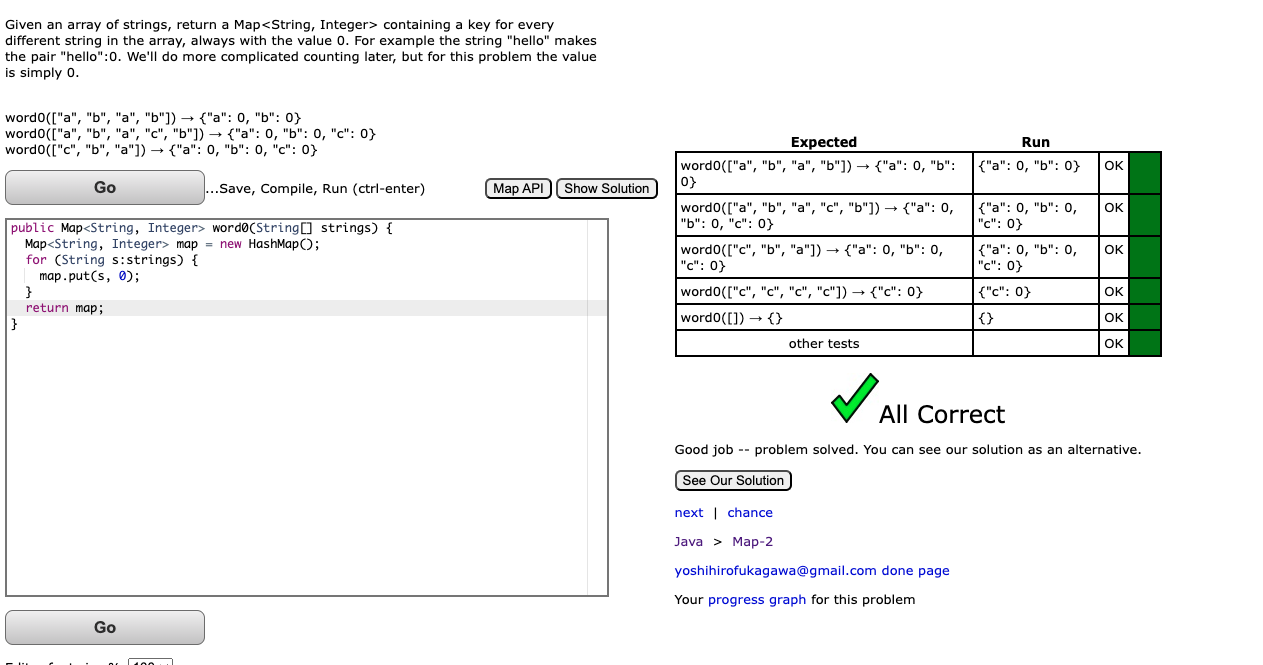 Given an array of strings, return a Map<String, Integer> containing a key for every
different string in the array, always with the value 0. For example the string "hello" makes
the pair "hello":0. We'll do more complicated counting later, but for this problem the value
is simply 0.
word0(["a", "b", "a", "b"]) → {"a": 0, "b": 0}
word0(["a", "b", "a", "c", "b"]) → {"a": 0, "b": 0, "c": 0}
word0(["c", "b", "a"]) → {"a": 0, "b": 0, "c": 0}
Go ...Save, Compile, Run (ctrl-enter) Map API Show Solution
public Map<String, Integer> word0(String[] strings) {
  Map<String, Integer> map = new HashMap();
  for (String s:strings) {
    map.put(s, 0);
  }
  return map;
}
Go
Editor font size %: 100
Expected Run
word0(["a", "b", "a", "b"]) → {"a": 0, "b": {"a": 0, "b": 0} OK
0}
word0(["a", "b", "a", "c", "b"]) → {"a": 0, {"a": 0, "b": 0, OK
"b": 0, "c": 0} "c": 0}
word0(["c", "b", "a"]) → {"a": 0, "b": 0, {"a": 0, "b": 0, OK
"c": 0} "c": 0}
word0(["c", "c", "c", "c"]) → {"c": 0} {"c": 0} OK
word0([]) → {} {} OK
other tests OK
All Correct
Good job -- problem solved. You can see our solution as an alternative.
See Our Solution
next | chance
Java > Map-2
yoshihirofukagawa@gmail.com done page
Your progress graph for this problem